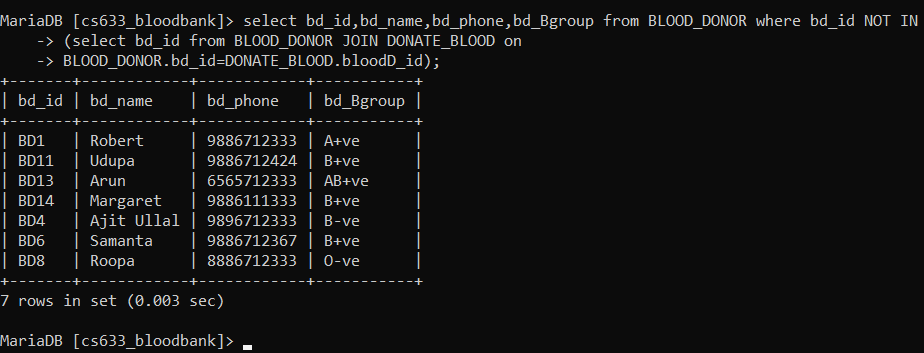 MariaDB [cs633_bloodbank]> select bd_id,bd_name,bd_phone,bd_Bgroup from BLOOD_DONOR where bd_id NOT IN
    -> (select bd_id from BLOOD_DONOR JOIN DONATE_BLOOD on
    -> BLOOD_DONOR.bd_id=DONATE_BLOOD.bloodD_id);
+-------+------------+------------+-----------+
| bd_id | bd_name    | bd_phone   | bd_Bgroup |
+-------+------------+------------+-----------+
| BD1   | Robert     | 9886712333 | A+ve      |
| BD11  | Udupa      | 9886712424 | B+ve      |
| BD13  | Arun       | 6565712333 | AB+ve     |
| BD14  | Margaret   | 9886111333 | B+ve      |
| BD4   | Ajit Ullal | 9896712333 | B-ve      |
| BD6   | Samanta    | 9886712367 | B+ve      |
| BD8   | Roopa      | 8886712333 | O-ve      |
+-------+------------+------------+-----------+
7 rows in set (0.003 sec)
MariaDB [cs633_bloodbank]>